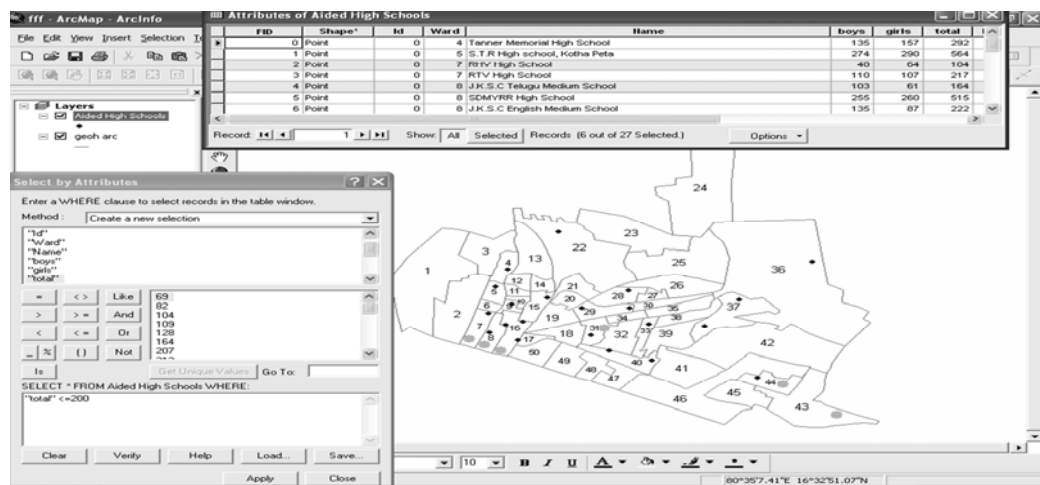 fff - ArcMap - ArcInfo
File Edit View Insert Selection
Layers
Aided High Schools
geoh arc
Attributes of Aided High Schools
FID Shape* Id Ward Name boys girls total
0 Point 0 4 Tanner Memorial High School 135 157 292
1 Point 0 5 S.T.R High school, Kotha Peta 274 290 564
2 Point 0 7 RHY High School 40 64 104
3 Point 0 7 RTV High School 110 107 217
4 Point 0 8 J.K.S.C Telugu Medium School 103 61 164
5 Point 0 8 SDMYRR High School 255 260 515
6 Point 0 8 J.K.S.C English Medium School 135 87 222
Record: 1 Show: All Selected Records (6 out of 27 Selected.) Options
Select by Attributes
Enter a WHERE clause to select records in the table window.
Method : Create a new selection
"Id"
"Ward"
"Name"
"boys"
"girls"
"total"
= < > Like
> > = And
< < = Or
_ % ( ) Not
Is
69
82
104
109
128
164
207
Get Unique Values Go To:
SELECT * FROM Aided High Schools WHERE:
"total" <=200
Clear Verify Help Load... Save...
Apply Close
24
23
22
25
36
1
3
4
13
12
14
21
26
5
11
20
28
27
2
6
15
29
30
35
37
19
34
38
7
16
18
31
32
33
39
42
8
17
50
49
40
41
48
47
44
45
46
43
10 B I U A
80°35'7.41"E 16°32'51.07"N